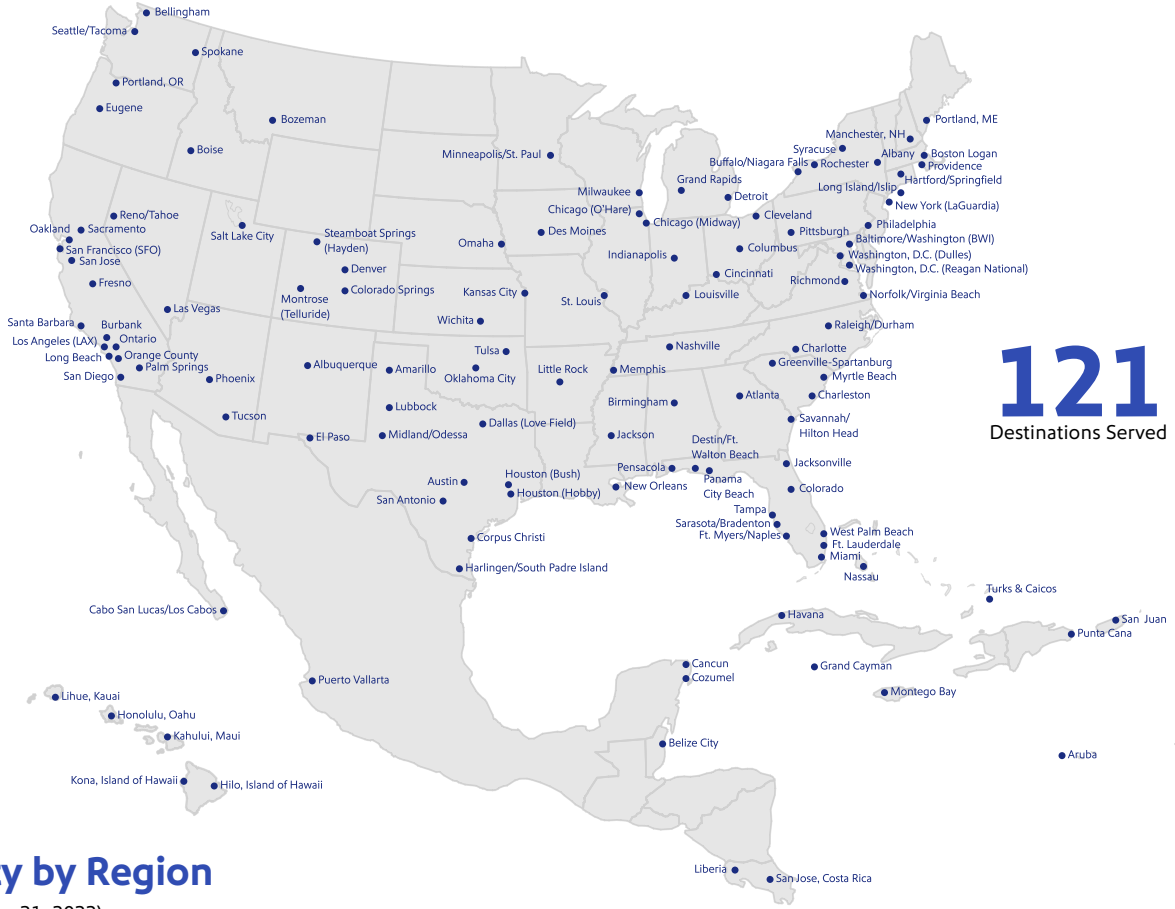 Bellingham
Seattle/Tacoma
Spokane
Portland, OR
Eugene
Bozeman
Boise
Minneapolis/St. Paul
Portland, ME
Manchester, NH
Syracuse
Albany
Boston Logan
Buffalo/Niagara Falls
Rochester
Providence
Grand Rapids
Hartford/Springfield
Long Island/Islip
Milwaukee
Detroit
New York (LaGuardia)
Chicago (O'Hare)
Chicago (Midway)
Cleveland
Reno/Tahoe
Oakland
Sacramento
Salt Lake City
Steamboat Springs
(Hayden)
Omaha
Des Moines
Pittsburgh
Philadelphia
Baltimore/Washington (BWI)
San Francisco (SFO)
San Jose
Indianapolis
Columbus
Washington, D.C. (Dulles)
Washington, D.C. (Reagan National)
Denver
Cincinnati
Richmond
Fresno
Montrose
(Telluride)
Colorado Springs
Kansas City
St. Louis
Louisville
Norfolk/Virginia Beach
Las Vegas
Wichita
Santa Barbara
Burbank
Raleigh/Durham
Los Angeles (LAX)
Ontario
Long Beach
Orange County
Palm Springs
San Diego
Phoenix
Albuquerque
Amarillo
Tulsa
Oklahoma City
Little Rock
Nashville
Memphis
Charlotte
Greenville-Spartanburg
Myrtle Beach
121
Destinations Served
Tucson
Lubbock
Birmingham
Atlanta
Charleston
Savannah/
Hilton Head
El Paso
Midland/Odessa
Dallas (Love Field)
Jackson
Destin/Ft.
Walton Beach
Pensacola
Panama
City Beach
Jacksonville
Austin
Houston (Bush)
Houston (Hobby)
New Orleans
San Antonio
Colorado
Tampa
Sarasota/Bradenton
Ft. Myers/Naples
West Palm Beach
Ft. Lauderdale
Miami
Nassau
Corpus Christi
Harlingen/South Padre Island
Turks & Caicos
Cabo San Lucas/Los Cabos
Havana
San Juan
Punta Cana
Puerto Vallarta
Cancun
Cozumel
Grand Cayman
Montego Bay
Lihue, Kauai
Honolulu, Oahu
Kahului, Maui
Belize City
Aruba
Kona, Island of Hawaii
Hilo, Island of Hawaii
Liberia
San Jose, Costa Rica
y by Region